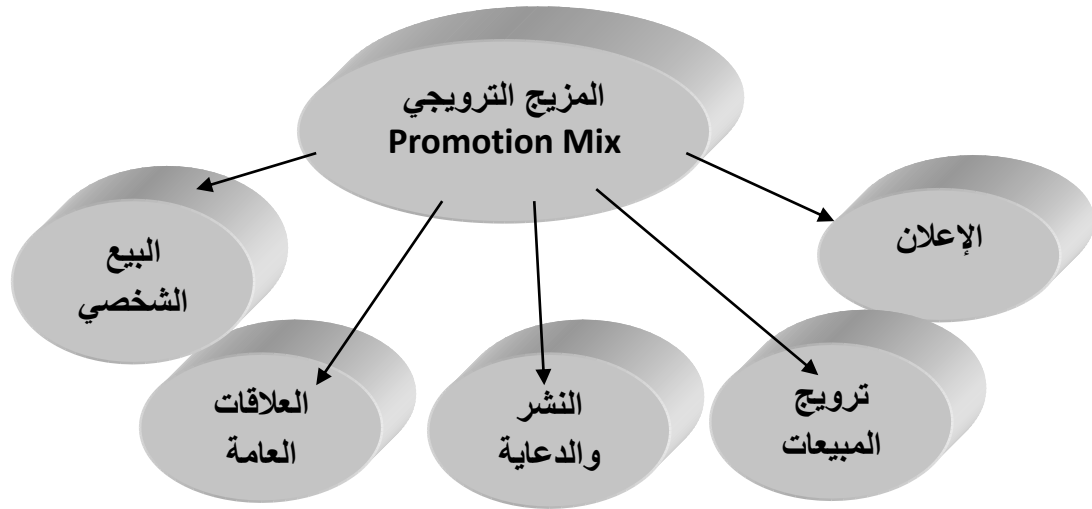 المزيج الترويجي
Promotion Mix
الإعلان
ترويج
المبيعات
النشر
والدعاية
العلاقات
العامة
البيع
الشخصي